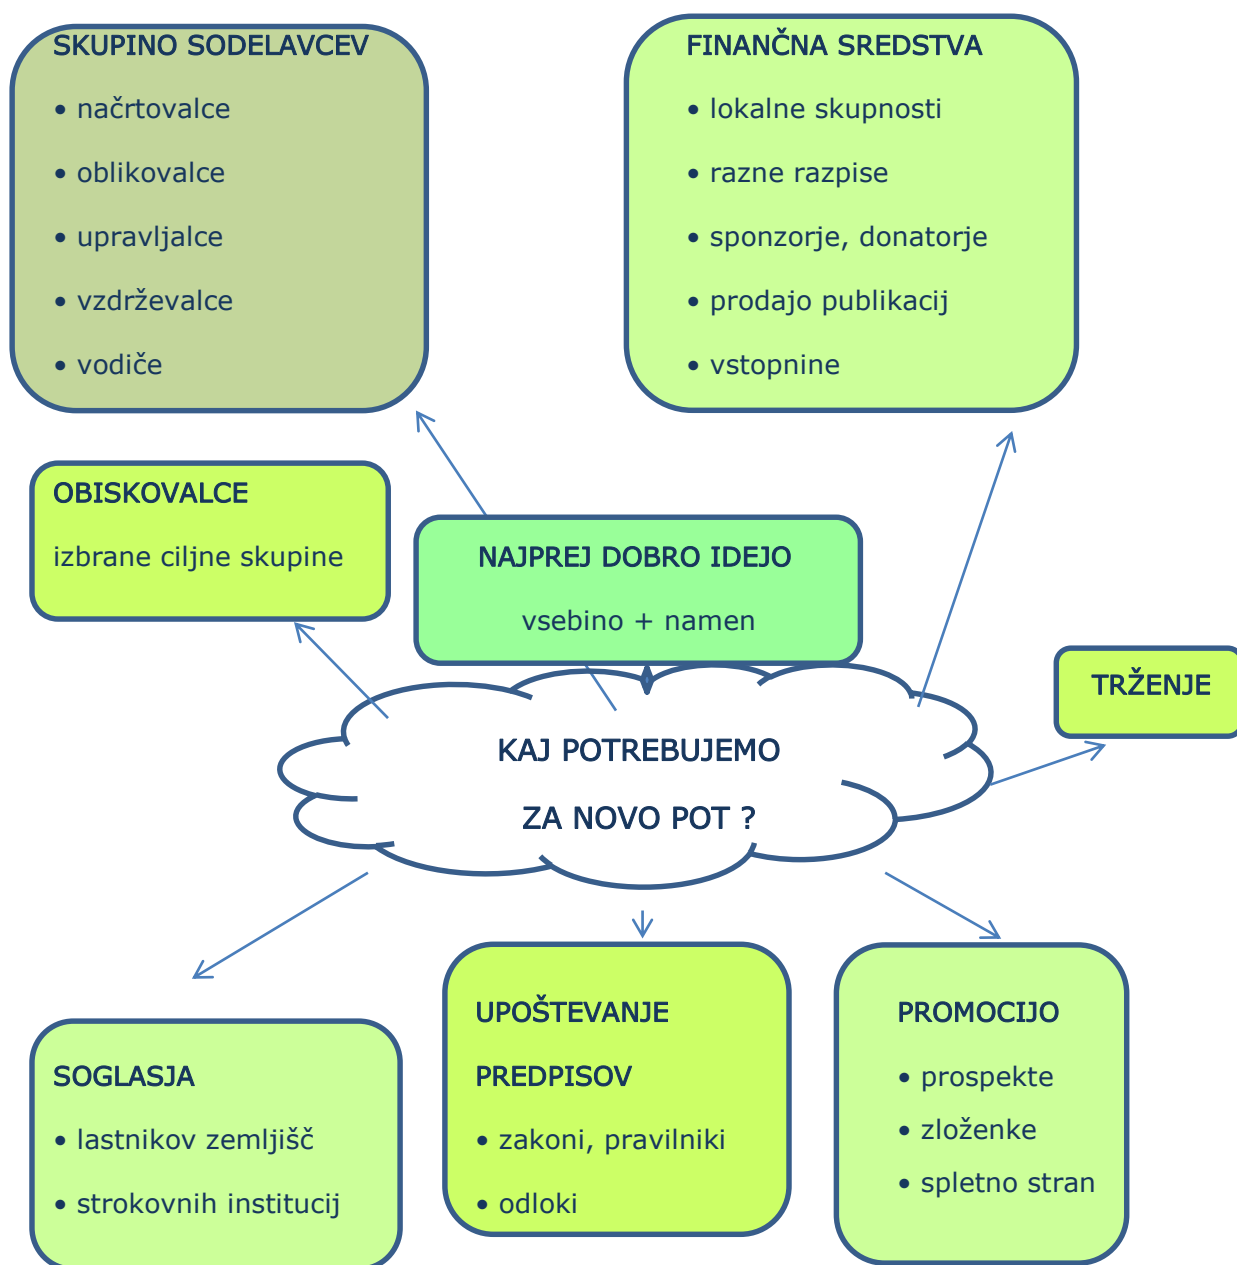 SKUPINO SODELAVCEV
• načrtovalce
• oblikovalce
• upravljalce
• vzdrževalce
• vodiče
FINANČNA SREDSTVA
• lokalne skupnosti
• razne razpise
• sponzorje, donatorje
• prodajo publikacij
• vstopnine
OBISKOVALCE
izbrane ciljne skupine
NAJPREJ DOBRO IDEJO
vsebino + namen
TRŽENJE
KAJ POTREBUJEMO
ZA NOVO POT ?
SOGLASJA
• lastnikov zemljišč
• strokovnih institucij
UPOŠTEVANJE
PREDPISOV
• zakoni, pravilniki
• odloki
PROMOCIJO
• prospekte
• zloženke
• spletno stran